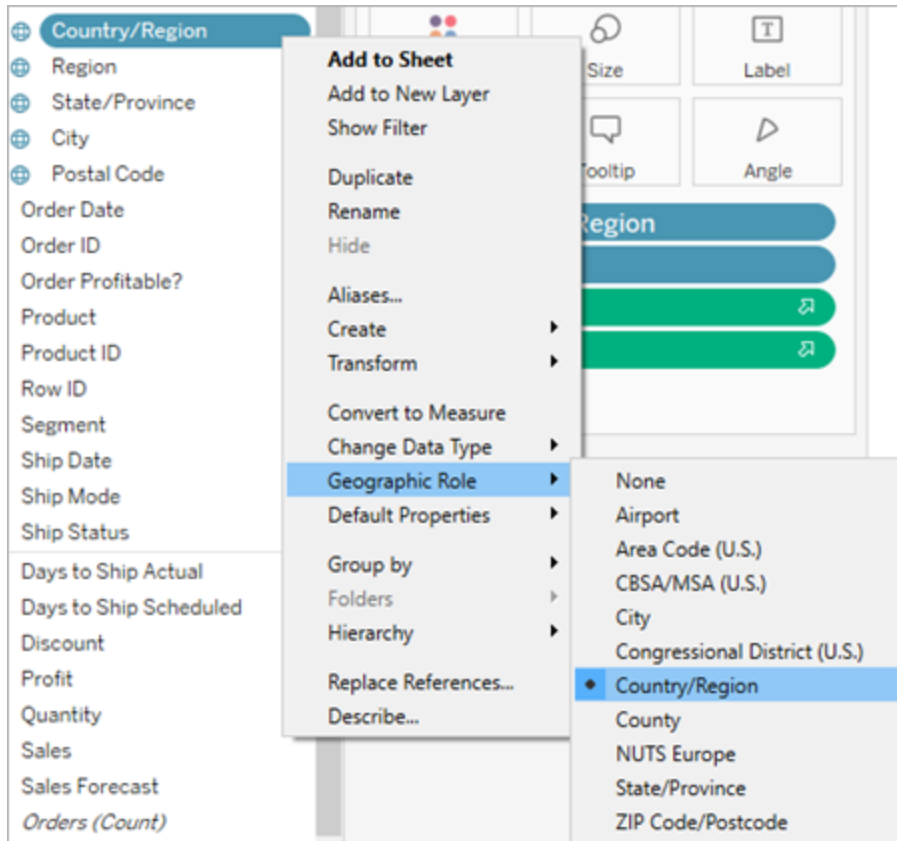 Country/Region
Region
State/Province
City
Postal Code
Order Date
Order ID
Order Profitable?
Product
Product ID
Row ID
Segment
Ship Date
Ship Mode
Ship Status
Days to Ship Actual
Days to Ship Scheduled
Discount
Profit
Quantity
Sales
Sales Forecast
Orders (Count)
Add to Sheet
Add to New Layer
Show Filter
Duplicate
Rename
Hide
Aliases...
Create
Transform
Convert to Measure
Change Data Type
Geographic Role
Default Properties
Group by
Folders
Hierarchy
Replace References...
Describe...
Size
T
Label
ooltip
Angle
Region
None
Airport
Area Code (U.S.)
CBSA/MSA (U.S.)
City
Congressional District (U.S.)
Country/Region
County
NUTS Europe
State/Province
ZIP Code/Postcode